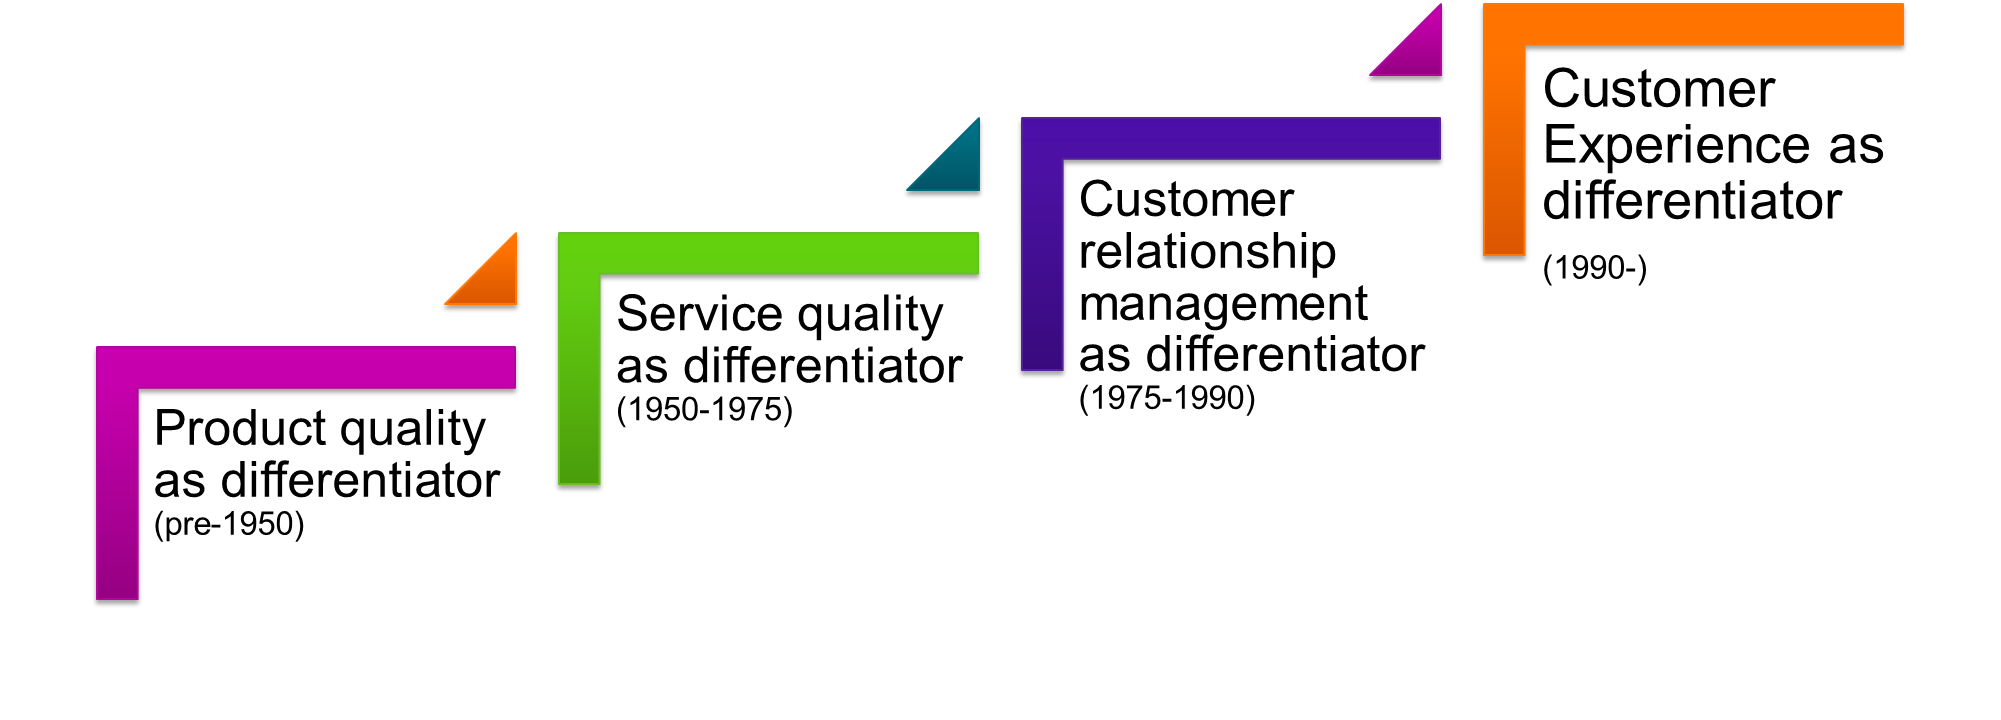 Product quality
as differentiator
(pre-1950)
Service quality
as differentiator
(1950-1975)
Customer
relationship
management
as differentiator
(1975-1990)
Customer
Experience as
differentiator
(1990-)